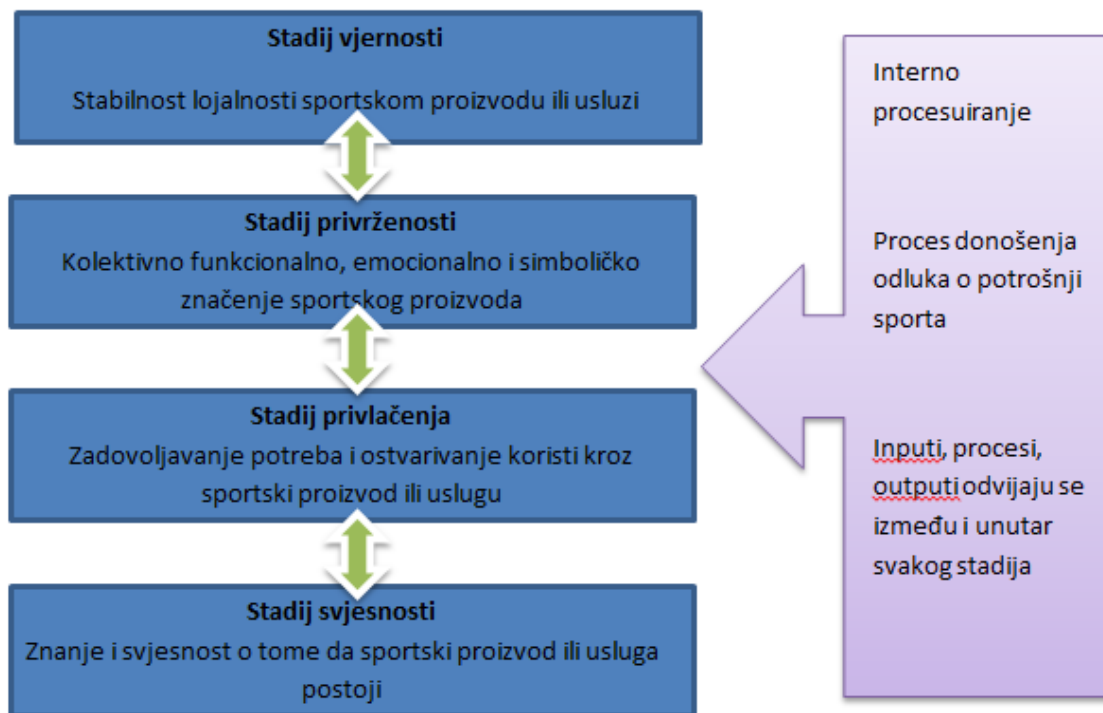 Stadij vjernosti
Stabilnost lojalnosti sportskom proizvodu ili usluzi
Stadij privrženosti
Kolektivno funkcionalno, emocionalno i simboličko
značenje sportskog proizvoda
Stadij privlačenja
Zadovoljavanje potreba i ostvarivanje koristi kroz
sportski proizvod ili uslugu
Stadij svjesnosti
Znanje i svjesnost o tome da sportski proizvod ili usluga
postoji
Interno
procesuiranje
Proces donošenja
odluka o potrošnji
sporta
Inputi, procesi,
outputi odvijaju se
između i unutar
svakog stadija